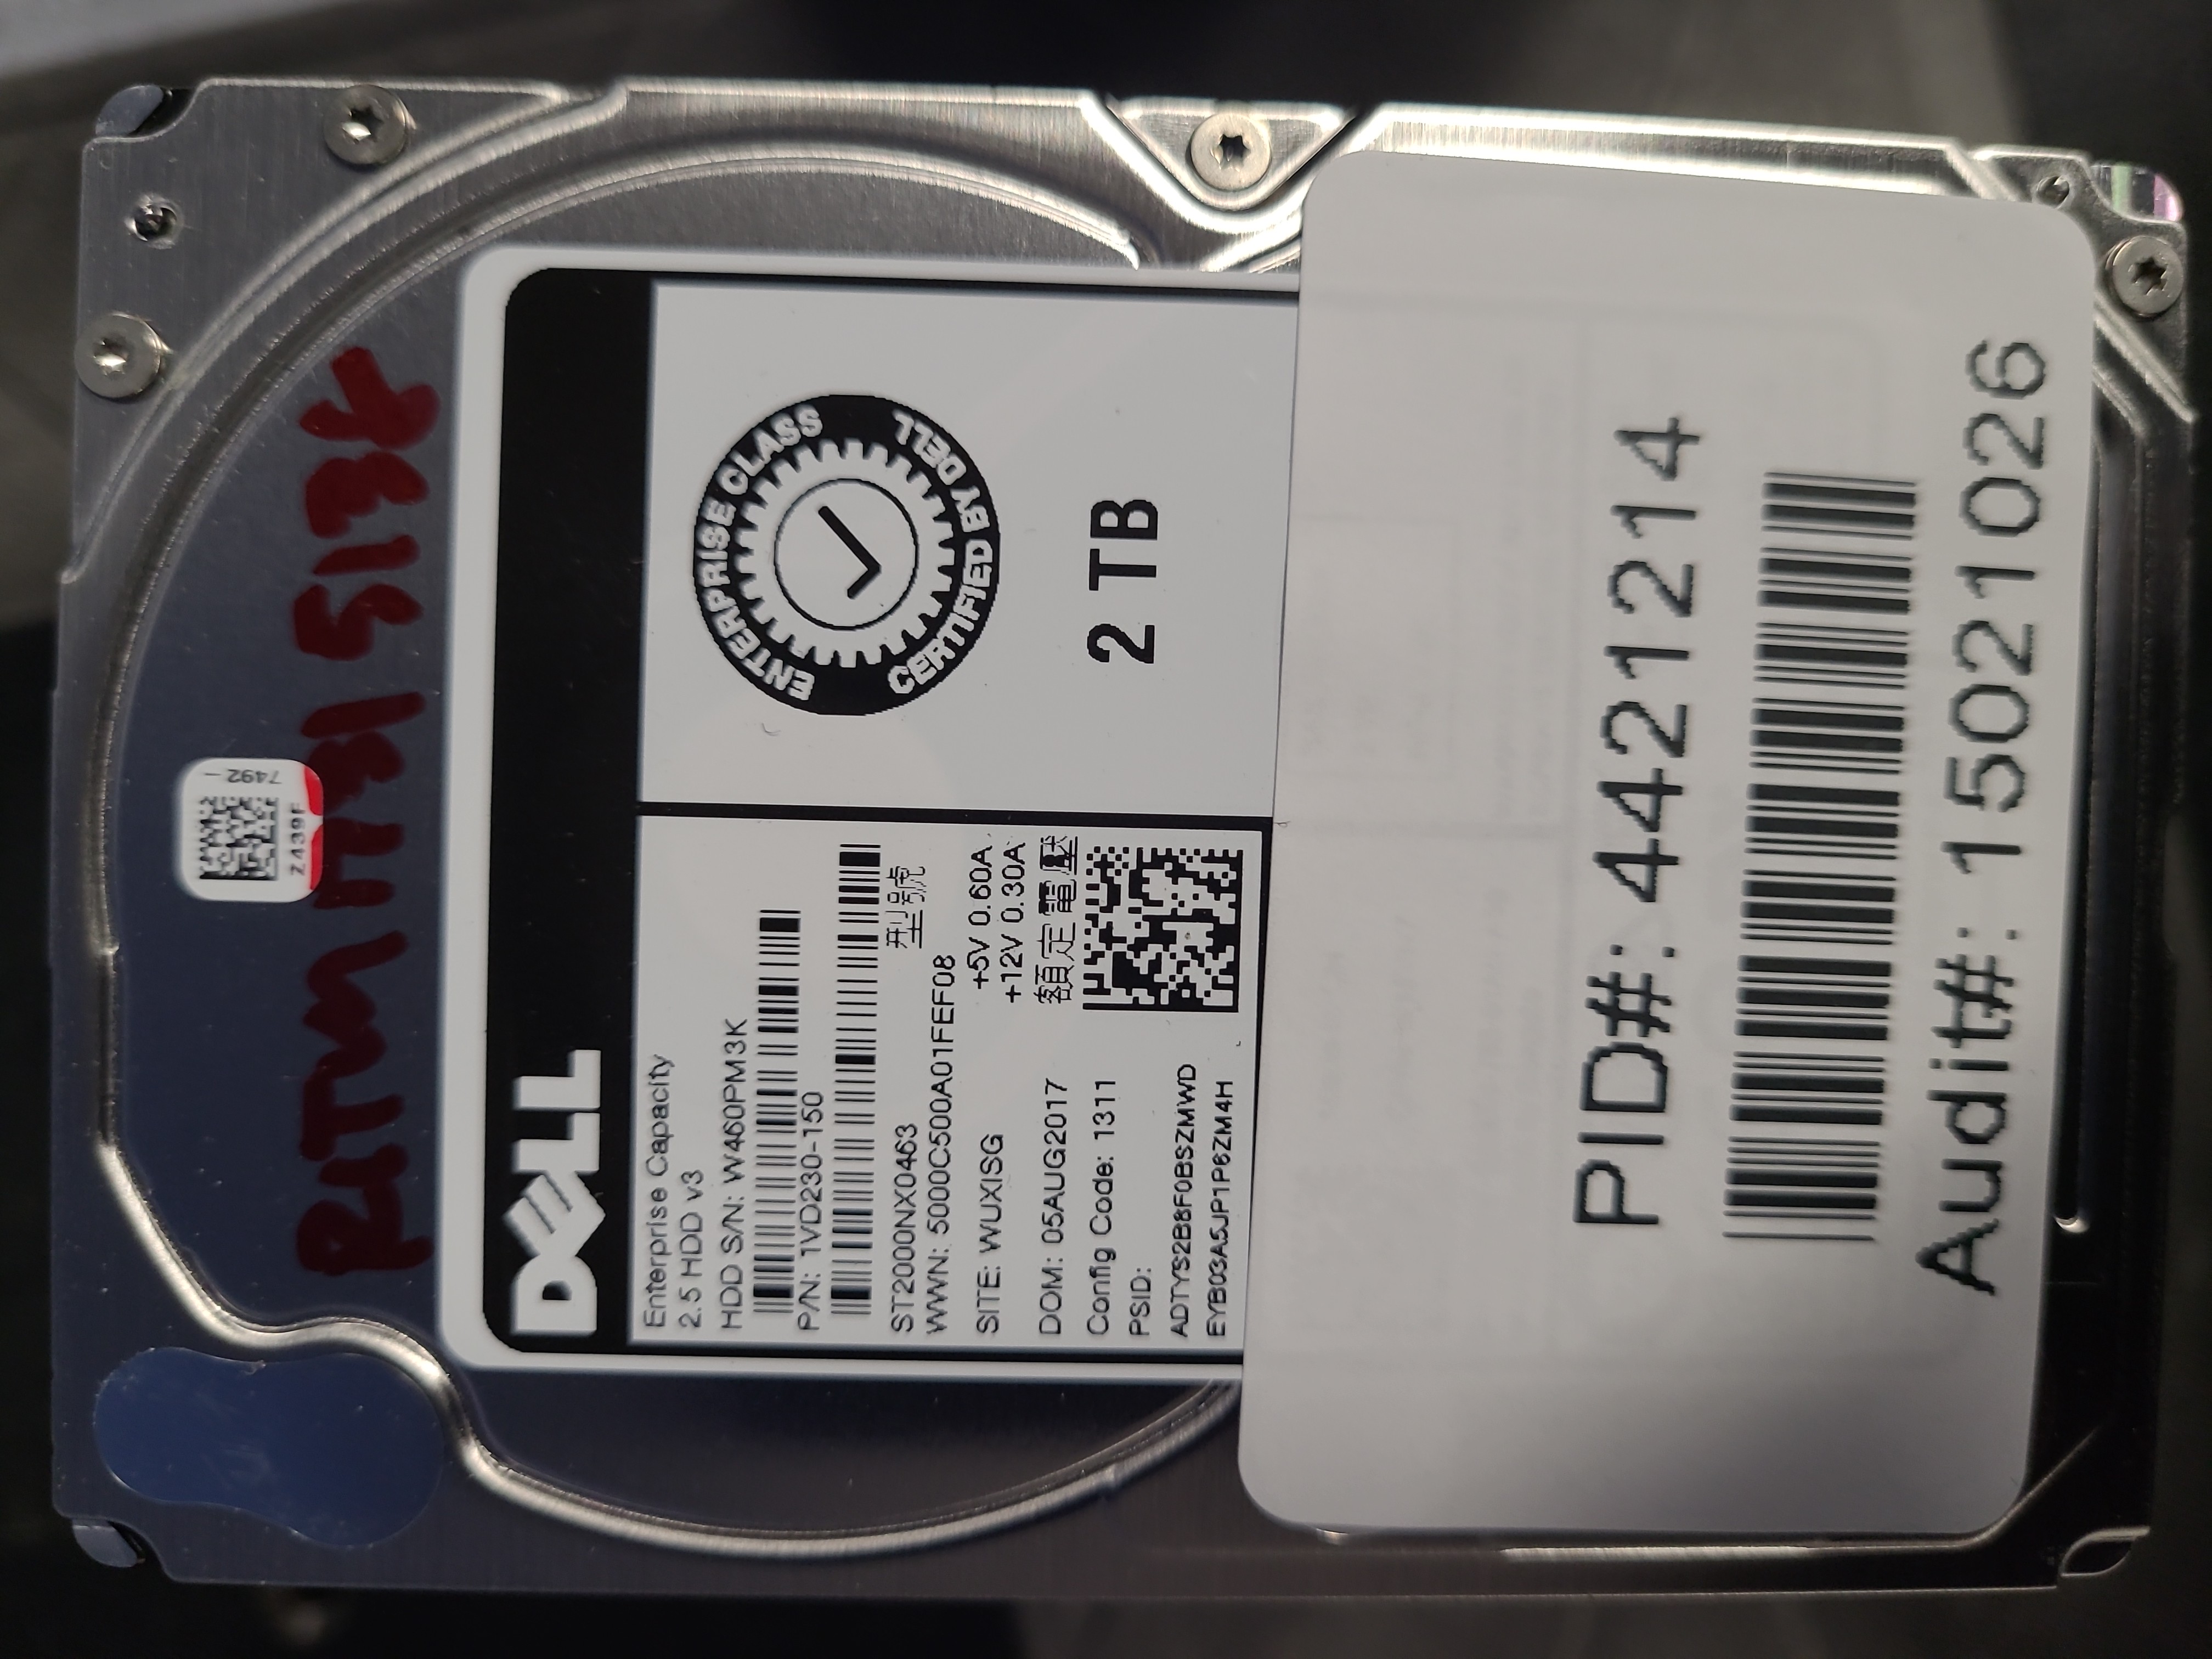 7492-
Z439F
RITM1731 5138
DELL
Enterprise Capacity
2.5 HDD v3
HDD S/N: W460PM3K
P/N: 1VD230-150
ST2000NX0463 型號
WWN: 5000C500A01FEF08
+5V 0.60A
SITE: WUXISG
+12V 0.30A
DOM: 05AUG2017 額定電壓
Config Code: 1311
PSID:
ADTYS2B8F0BSZMWD
EYB03A5JP1P6ZM4H
ENTERPRISE CLASS
CERTIFIED BY DELL
2 TB
PID#: 4421214
Audit#: 15021026